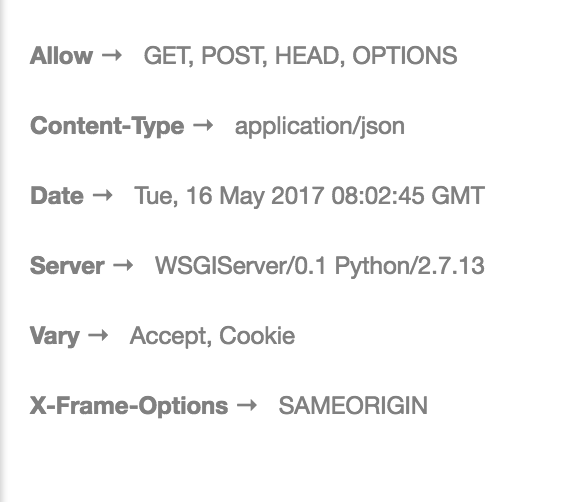 Allow → GET, POST, HEAD, OPTIONS
Content-Type → application/json
Date → Tue, 16 May 2017 08:02:45 GMT
Server → WSGIServer/0.1 Python/2.7.13
Vary → Accept, Cookie
X-Frame-Options → SAMEORIGIN